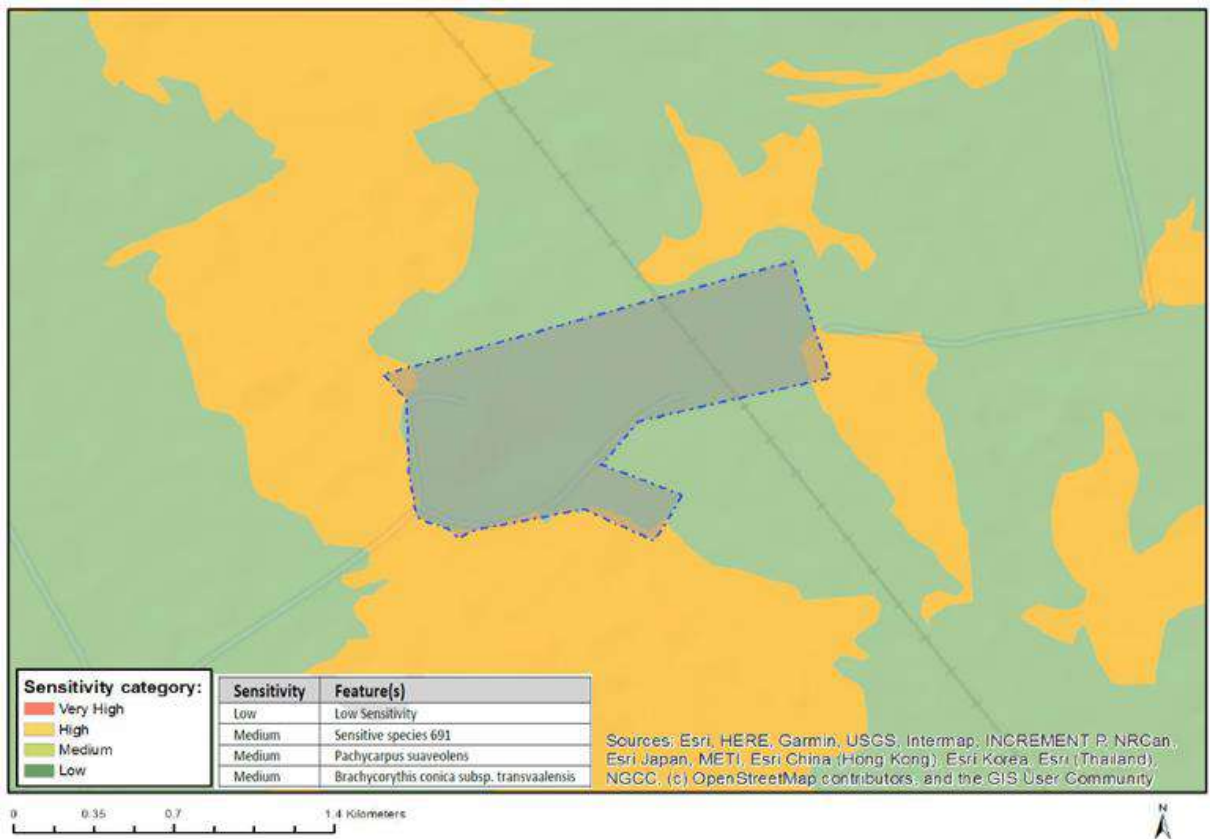 Sensitivity category:
Very High
High
Medium
Low
Sensitivity Feature(s)
Low Low Sensitivity
Medium Sensitive species 691
Medium Pachycarpus suaveolens
Medium Brachycorythis conica subsp. transvaalensis
Sources: Esri, HERE, Garmin, USGS, Intermap, INCREMENT P, NRCan,
Esri Japan, METI, Esri China (Hong Kong), Esri Korea, Esri (Thailand),
NGCC, (c) OpenStreetMap contributors, and the GIS User Community
0 0.35 0.7 1.4 Kilometers
N